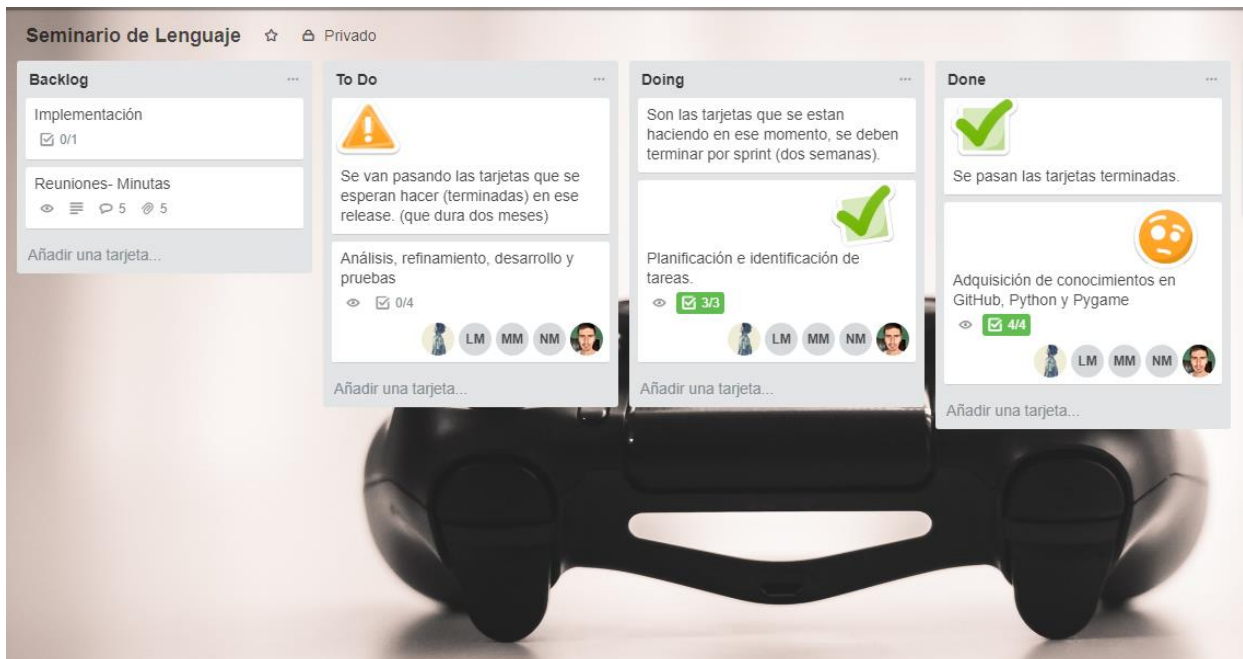 Seminario de Lenguaje
Privado
Backlog
Implementación
0/1
Reuniones- Minutas
5
5
Añadir una tarjeta...
To Do
Se van pasando las tarjetas que se
esperan hacer (terminadas) en ese
release. (que dura dos meses)
Análisis, refinamiento, desarrollo y
pruebas
0/4
LM MM NM
Añadir una tarjeta...
Doing
Son las tarjetas que se estan
haciendo en ese momento, se deben
terminar por sprint (dos semanas).
Planificación e identificación de
tareas.
3/3
LM MM NM
Añadir una tarjeta...
Done
Se pasan las tarjetas terminadas.
Adquisición de conocimientos en
GitHub, Python y Pygame
4/4
LM MM NM
Añadir una tarjeta...